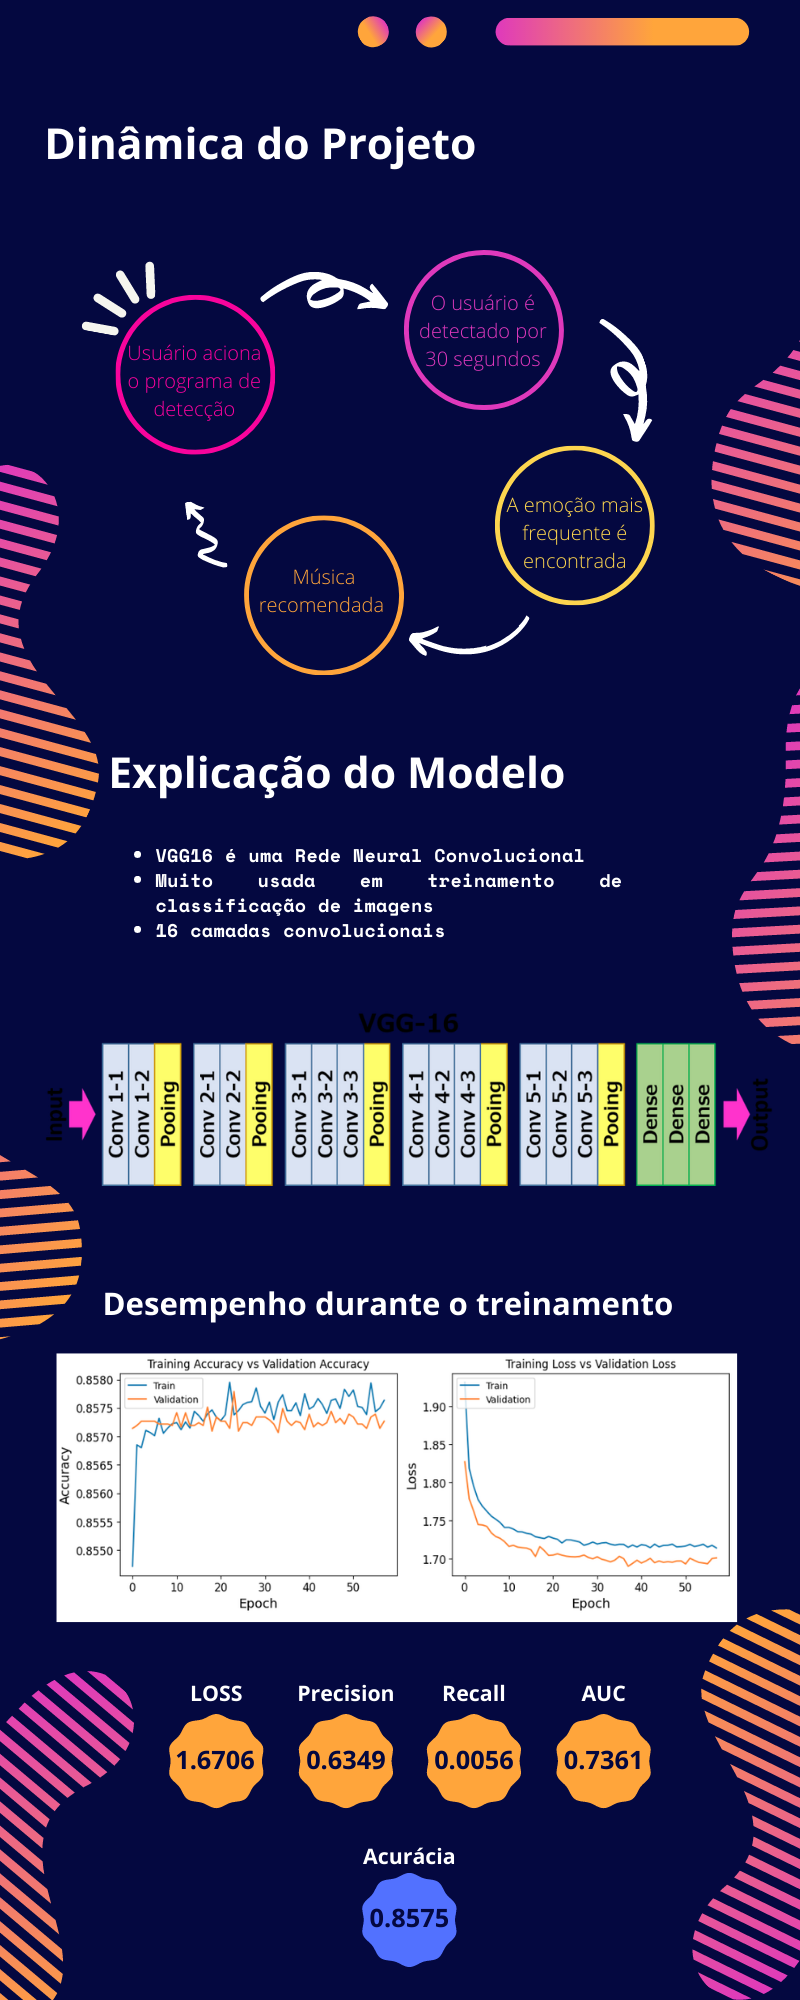 Dinâmica do Projeto
Usuário aciona
o programa de
detecção
O usuário é
detectado por
30 segundos
A emoção mais
frequente é
encontrada
Música
recomendada
Explicação do Modelo
• VGG16 é uma Rede Neural Convolucional
• Muito usada em treinamento de
classificação de imagens
• 16 camadas convolucionais
VGG-16
Input
Conv 1-1
Conv 1-2
Pooing
Conv 2-1
Conv 2-2
Pooing
Conv 3-1
Conv 3-2
Conv 3-3
Pooing
Conv 4-1
Conv 4-2
Conv 4-3
Pooing
Conv 5-1
Conv 5-2
Conv 5-3
Pooing
Dense
Dense
Dense
Output
Desempenho durante o treinamento
Training Accuracy vs Validation Accuracy
Train
Validation
0.8580
0.8575
0.8570
0.8565
0.8560
0.8555
0.8550
Accuracy
0 10 20 30 40 50
Epoch
Training Loss vs Validation Loss
Train
Validation
1.90
1.85
1.80
1.75
1.70
Loss
0 10 20 30 40 50
Epoch
LOSS Precision Recall AUC
1.6706 0.6349 0.0056 0.7361
Acurácia
0.8575